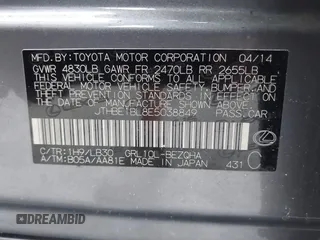 MFD. BY: TOYOTA MOTOR CORPORATION 04/14
GVWR 4830LB GAWR FR 2470LB RR 2655LB
THIS VEHICLE CONFORMS TO ALL APPLICABLE
FEDERAL MOTOR VEHICLE SAFETY, BUMPER, AND
THEFT PREVENTION STANDARDS IN EFFECT ON THE
DATE OF MANUFACTURE SHOWN ABOVE.
JTHBE1BL8E5038849 PASS.CAR
C/TR:1H9/LB30 GRL10L-BEZQHA
A/TM:B05A/AA81E MADE IN JAPAN 431 C
DREAMBID